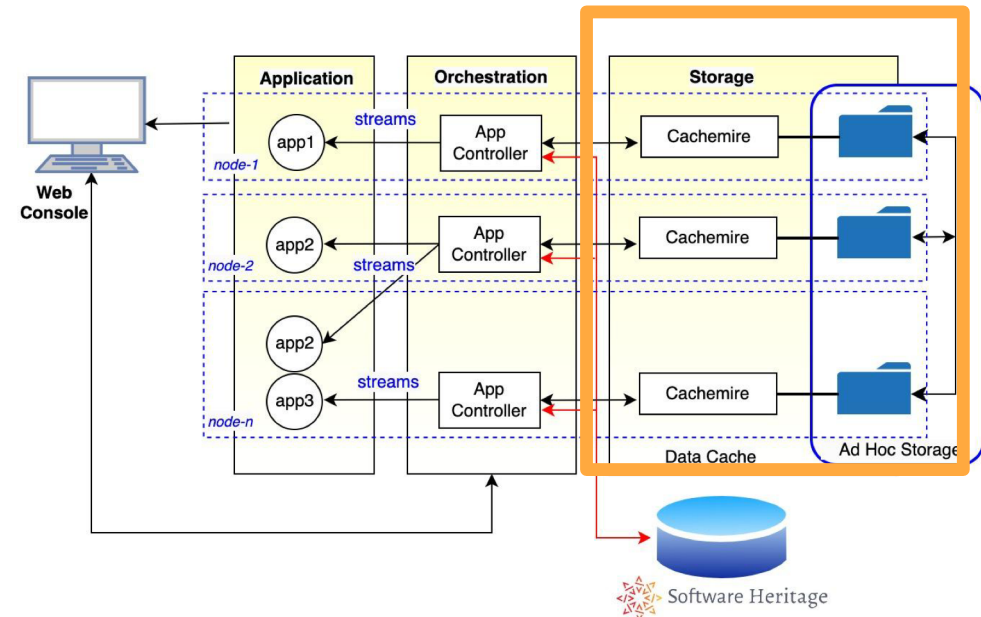 Application
Orchestration
Storage
streams
app1
App
Controller
Cachemire
node-1
Web
Console
app2
App
Controller
Cachemire
node-2
streams
app2
streams
app3
App
Controller
Cachemire
node-n
Data Cache
Ad Hoc Storage
Software Heritage